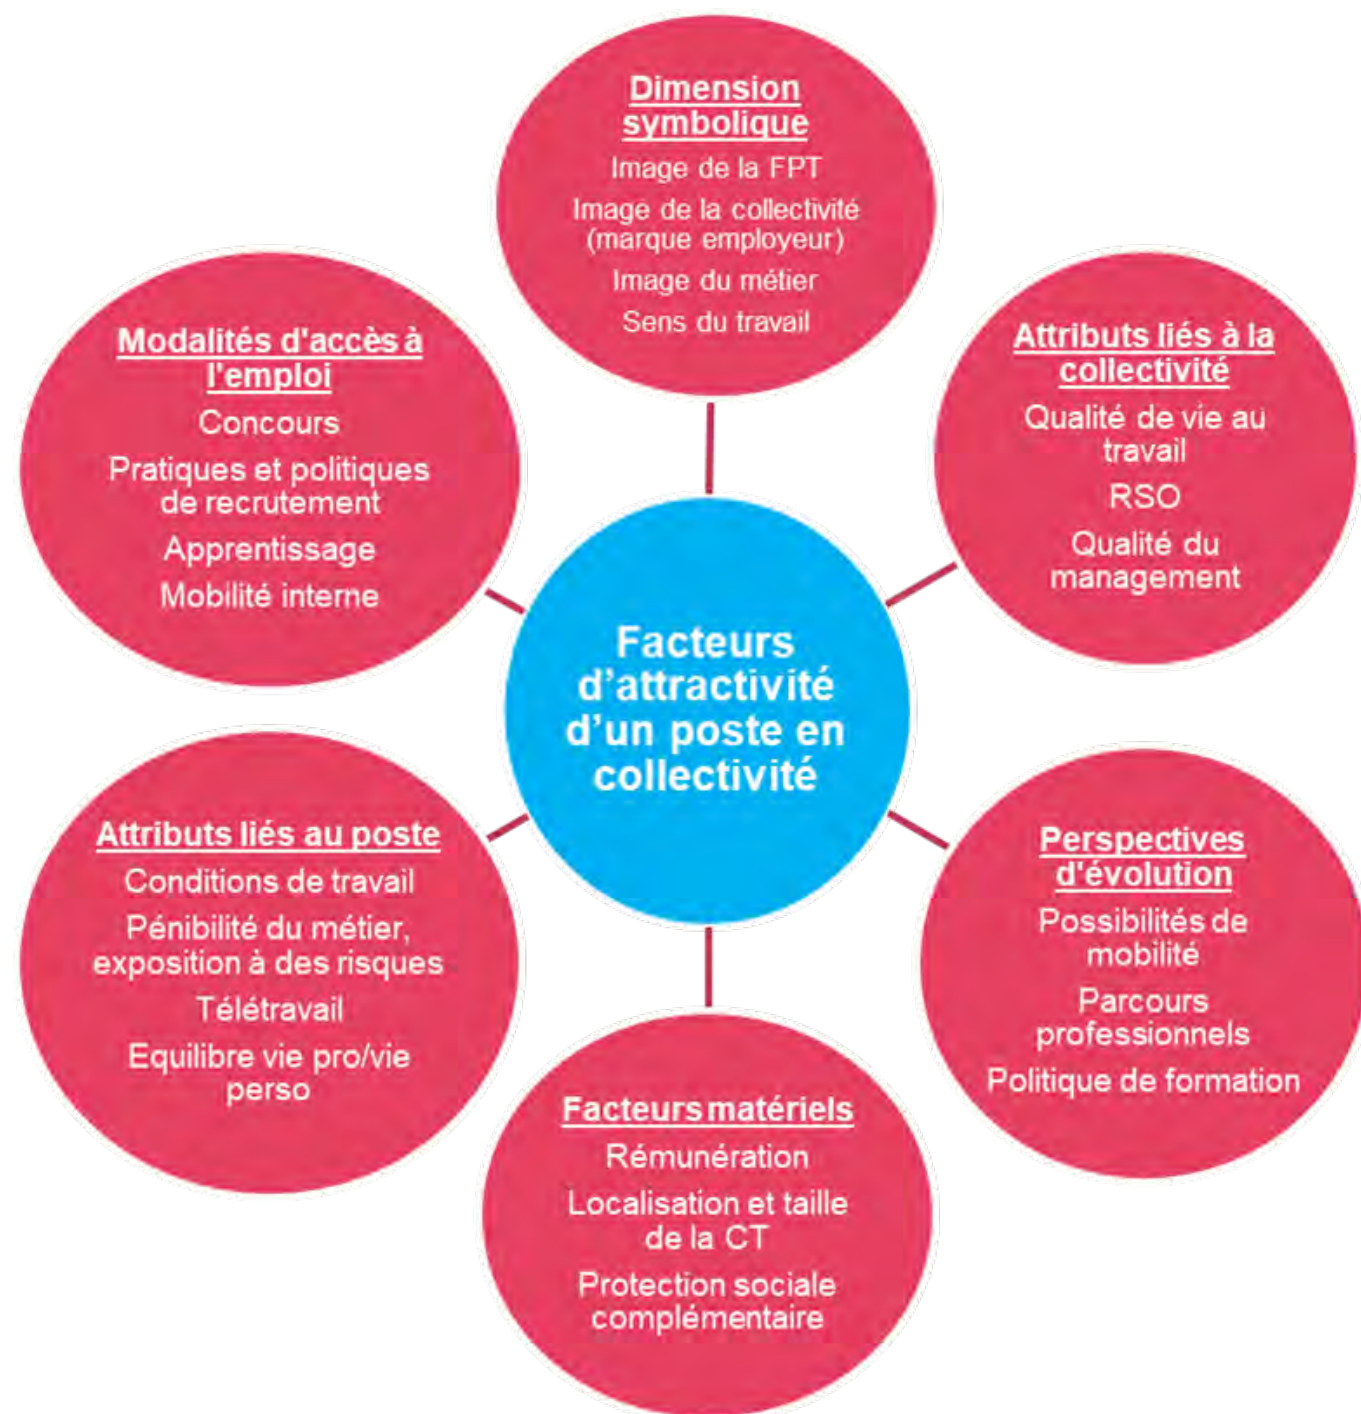 Dimension
symbolique
Image de la FPT
Image de la collectivité
(marque employeur)
Image du métier
Sens du travail
Attributs liés à la
collectivité
Qualité de vie au
travail
RSO
Qualité du
management
Perspectives
d'évolution
Possibilités de
mobilité
Parcours
professionnels
Politique de formation
Facteurs matériels
Rémunération
Localisation et taille
de la CT
Protection sociale
complémentaire
Attributs liés au poste
Conditions de travail
Pénibilité du métier,
exposition à des risques
Télétravail
Equilibre vie pro/vie
perso
Modalités d'accès à
l'emploi
Concours
Pratiques et politiques
de recrutement
Apprentissage
Mobilité interne
Facteurs
d’attractivité
d’un poste en
collectivité